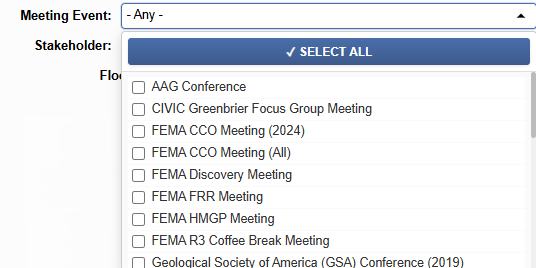 Meeting Event: - Any -
Stakeholder:
✓ SELECT ALL
Floo
AAG Conference
CIVIC Greenbrier Focus Group Meeting
FEMA CCO Meeting (2024)
FEMA CCO Meeting (All)
FEMA Discovery Meeting
FEMA FRR Meeting
FEMA HMGP Meeting
FEMA R3 Coffee Break Meeting
Geological Society of America (GSA) Conference (2019)